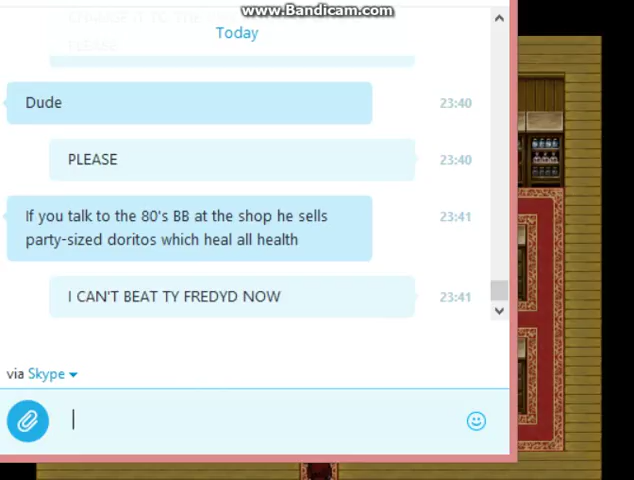 www.Bandicam.com
PLEASE
Today
Dude
23:40
PLEASE
23:40
If you talk to the 80's BB at the shop he sells
party-sized doritos which heal all health
23:41
I CAN'T BEAT TY FREDYD NOW
23:41
via Skype